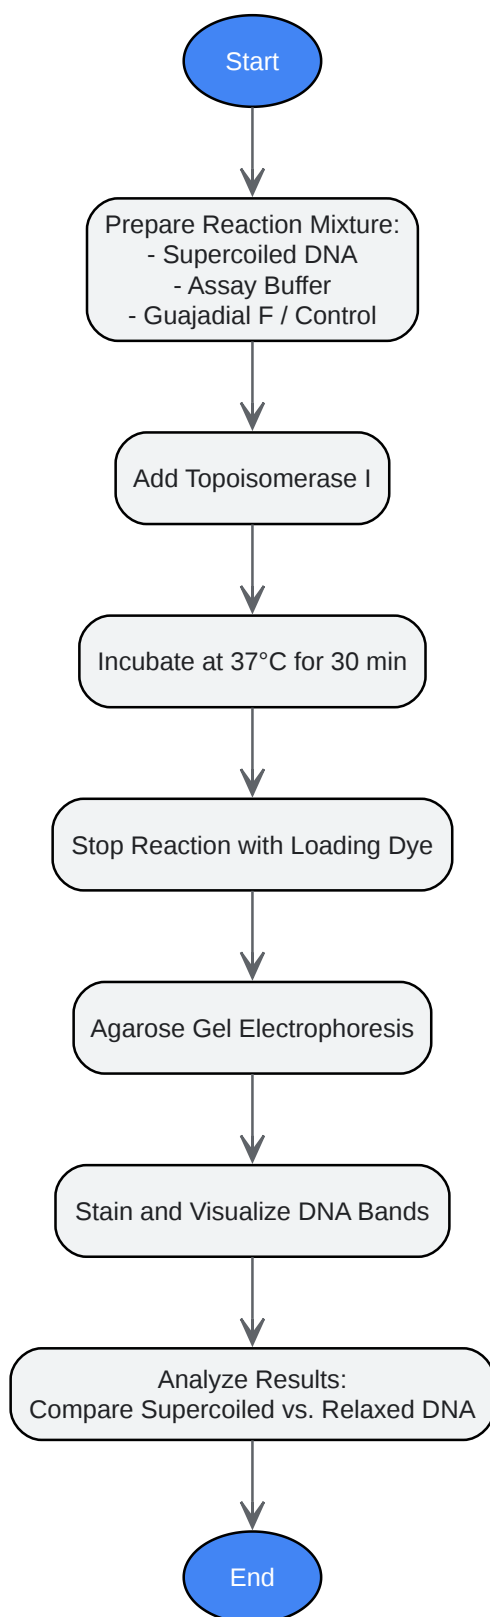 Start
Prepare Reaction Mixture:
- Supercoiled DNA
- Assay Buffer
- Guajadial F / Control
Add Topoisomerase I
Incubate at 37°C for 30 min
Stop Reaction with Loading Dye
Agarose Gel Electrophoresis
Stain and Visualize DNA Bands
Analyze Results:
Compare Supercoiled vs. Relaxed DNA
End